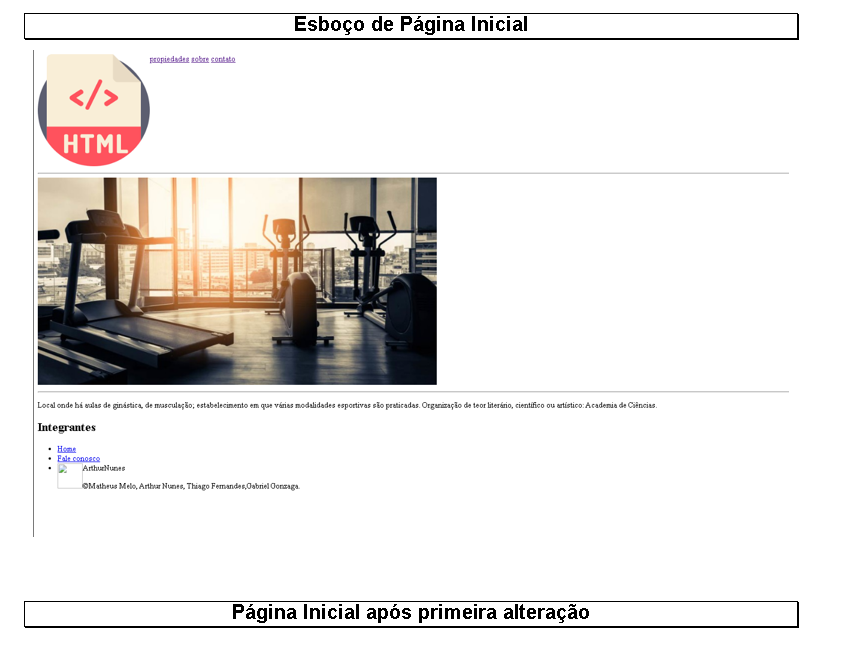 Esboço de Página Inicial
propiedades sobre contato
</>
HTML
Local onde há aulas de ginástica, de musculação; estabelecimento em que várias modalidades esportivas são praticadas. Organização de teor literário, científico ou artístico: Academia de Ciências.
Integrantes
Home
Fale conosco
ArthurNunes
©Matheus Melo, Arthur Nunes, Thiago Fernandes,Gabriel Gonzaga.
Página Inicial após primeira alteração